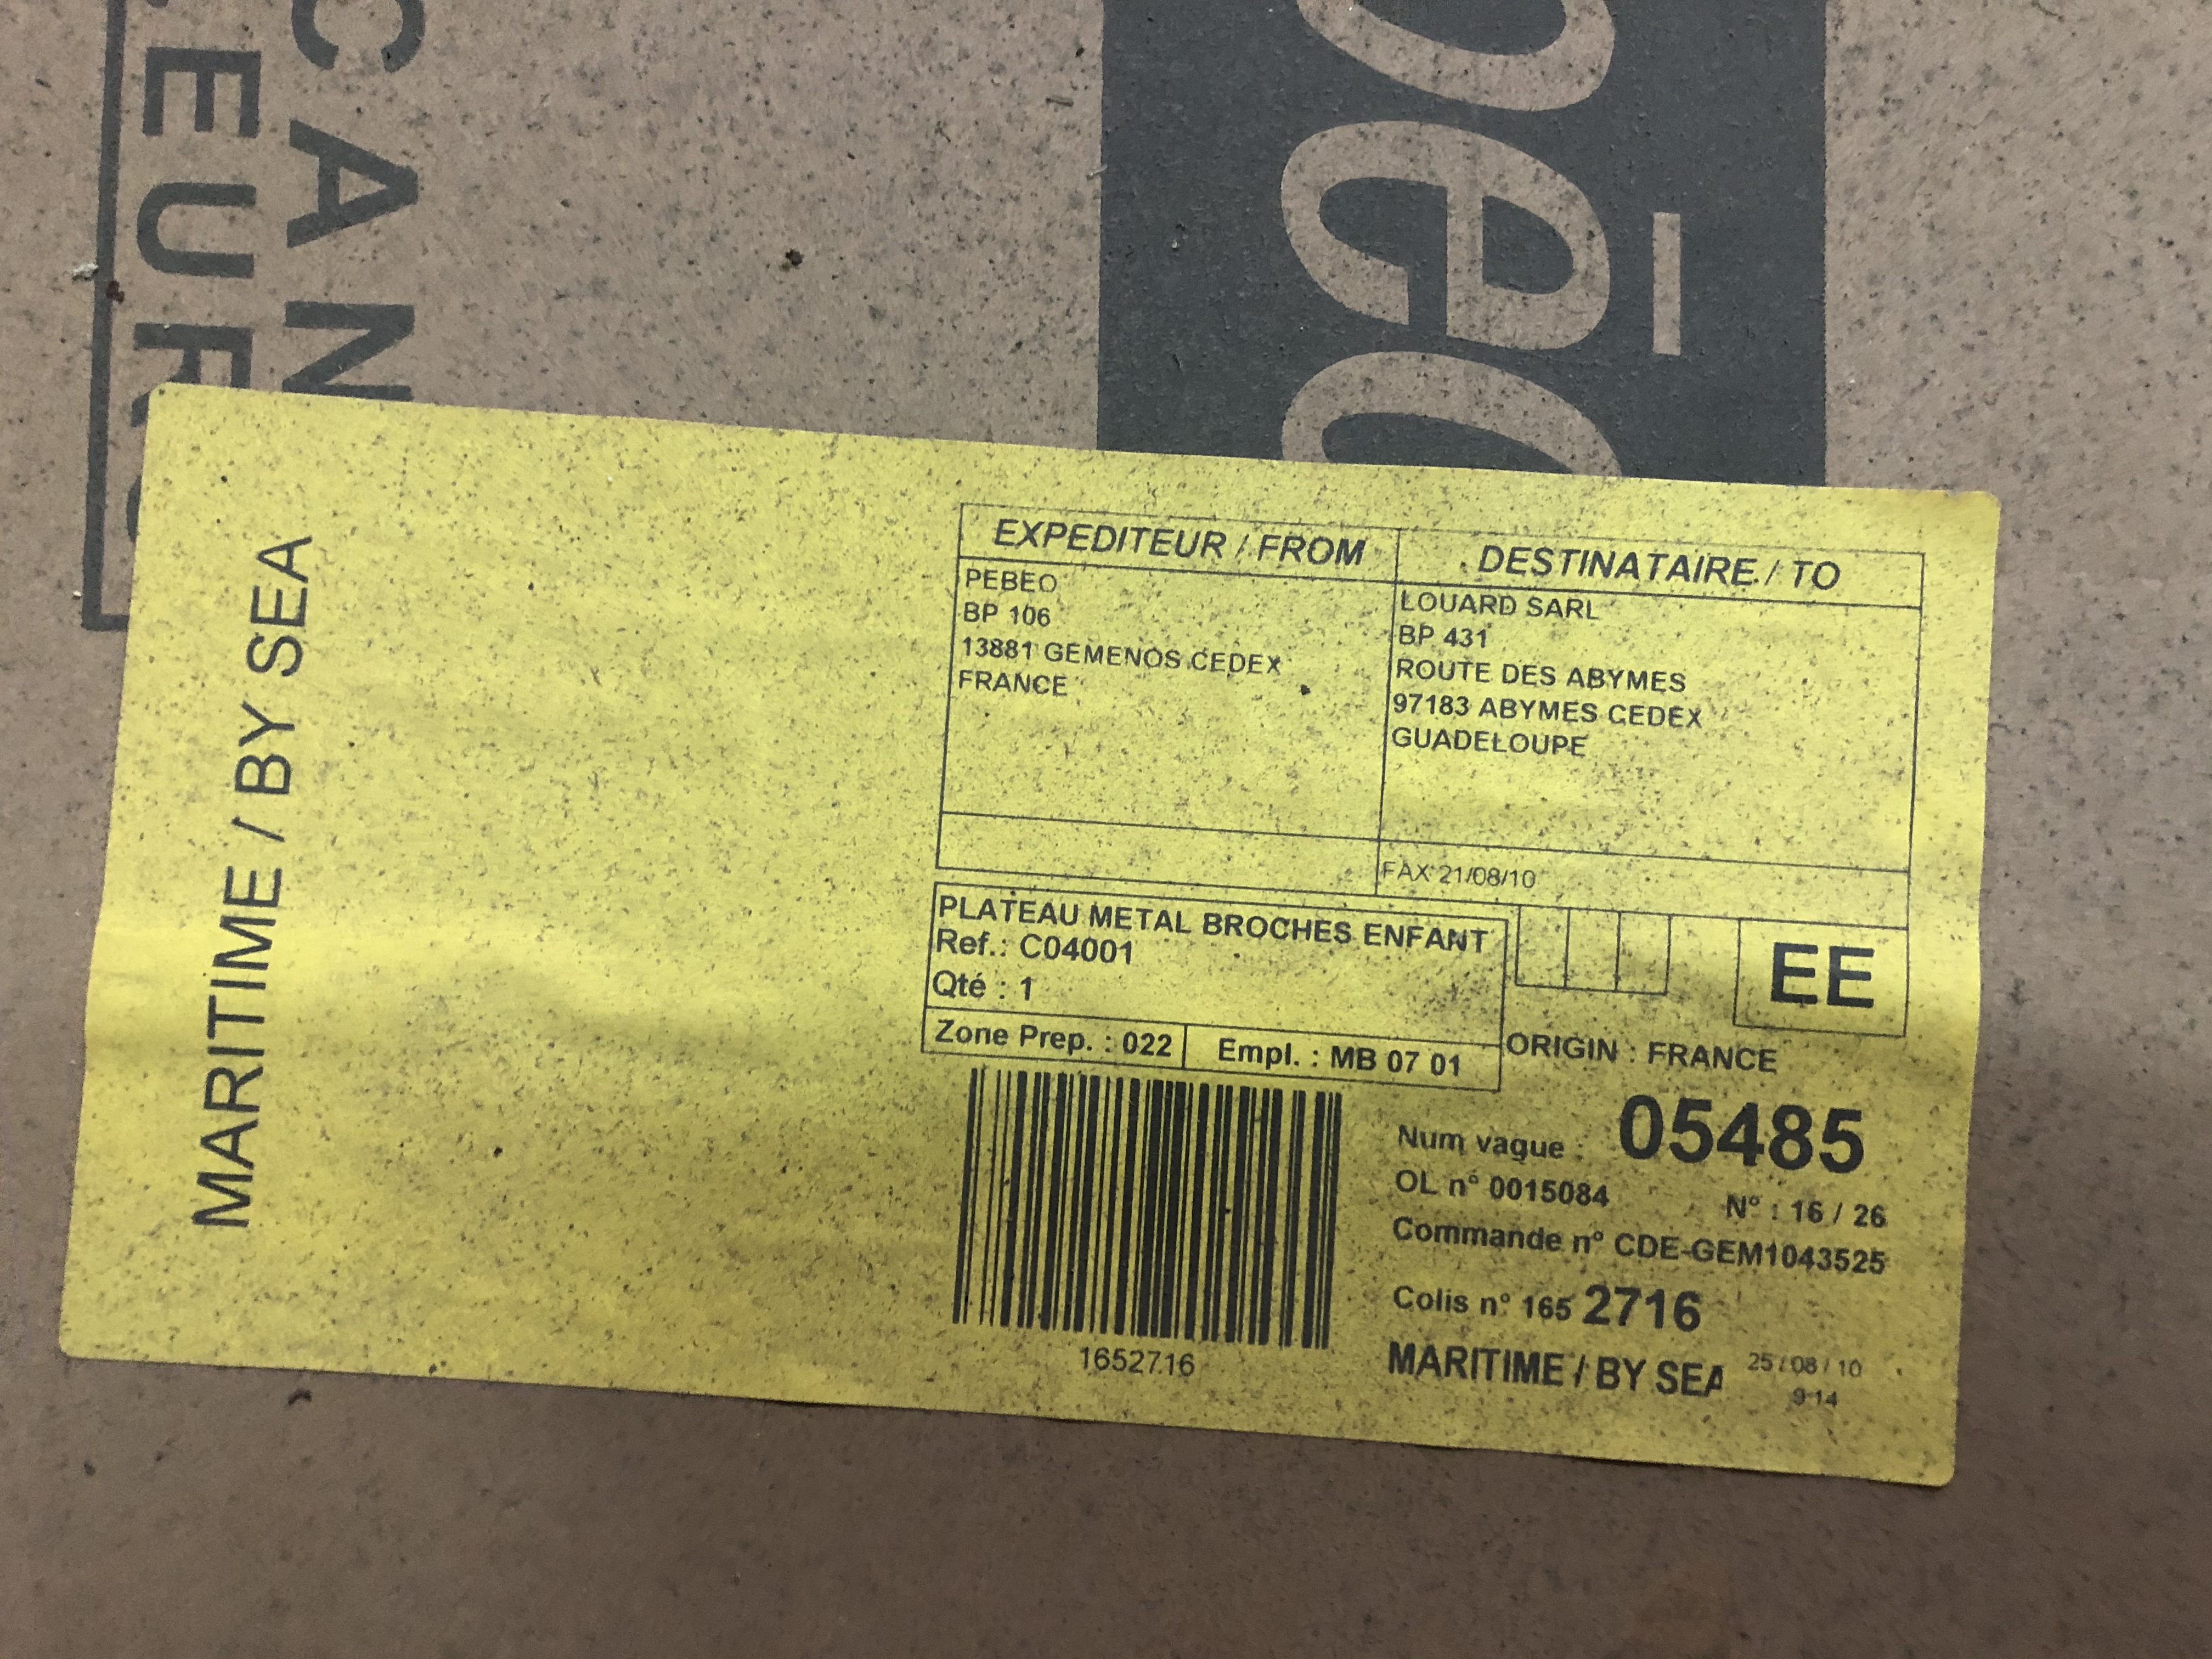 CAN
EUR
pēo
MARITIME / BY SEA
EXPEDITEUR / FROM
PEBEO
BP 106
13881 GEMENOS CEDEX
FRANCE
DESTINATAIRE / TO
LOUARD SARL
BP 431
ROUTE DES ABYMES
97183 ABYMES CEDEX
GUADELOUPE
FAX 21/08/10
PLATEAU METAL BROCHES ENFANT
Ref.: C04001
Qté : 1
Zone Prep. : 022 Empl. : MB 07 01
EE
ORIGIN : FRANCE
Num vague : 05485
OL n° 0015084 N° : 16 / 26
Commande n° CDE-GEM1043525
Colis n° 165 2716
MARITIME / BY SEA 25/08/10
9:14
1652716